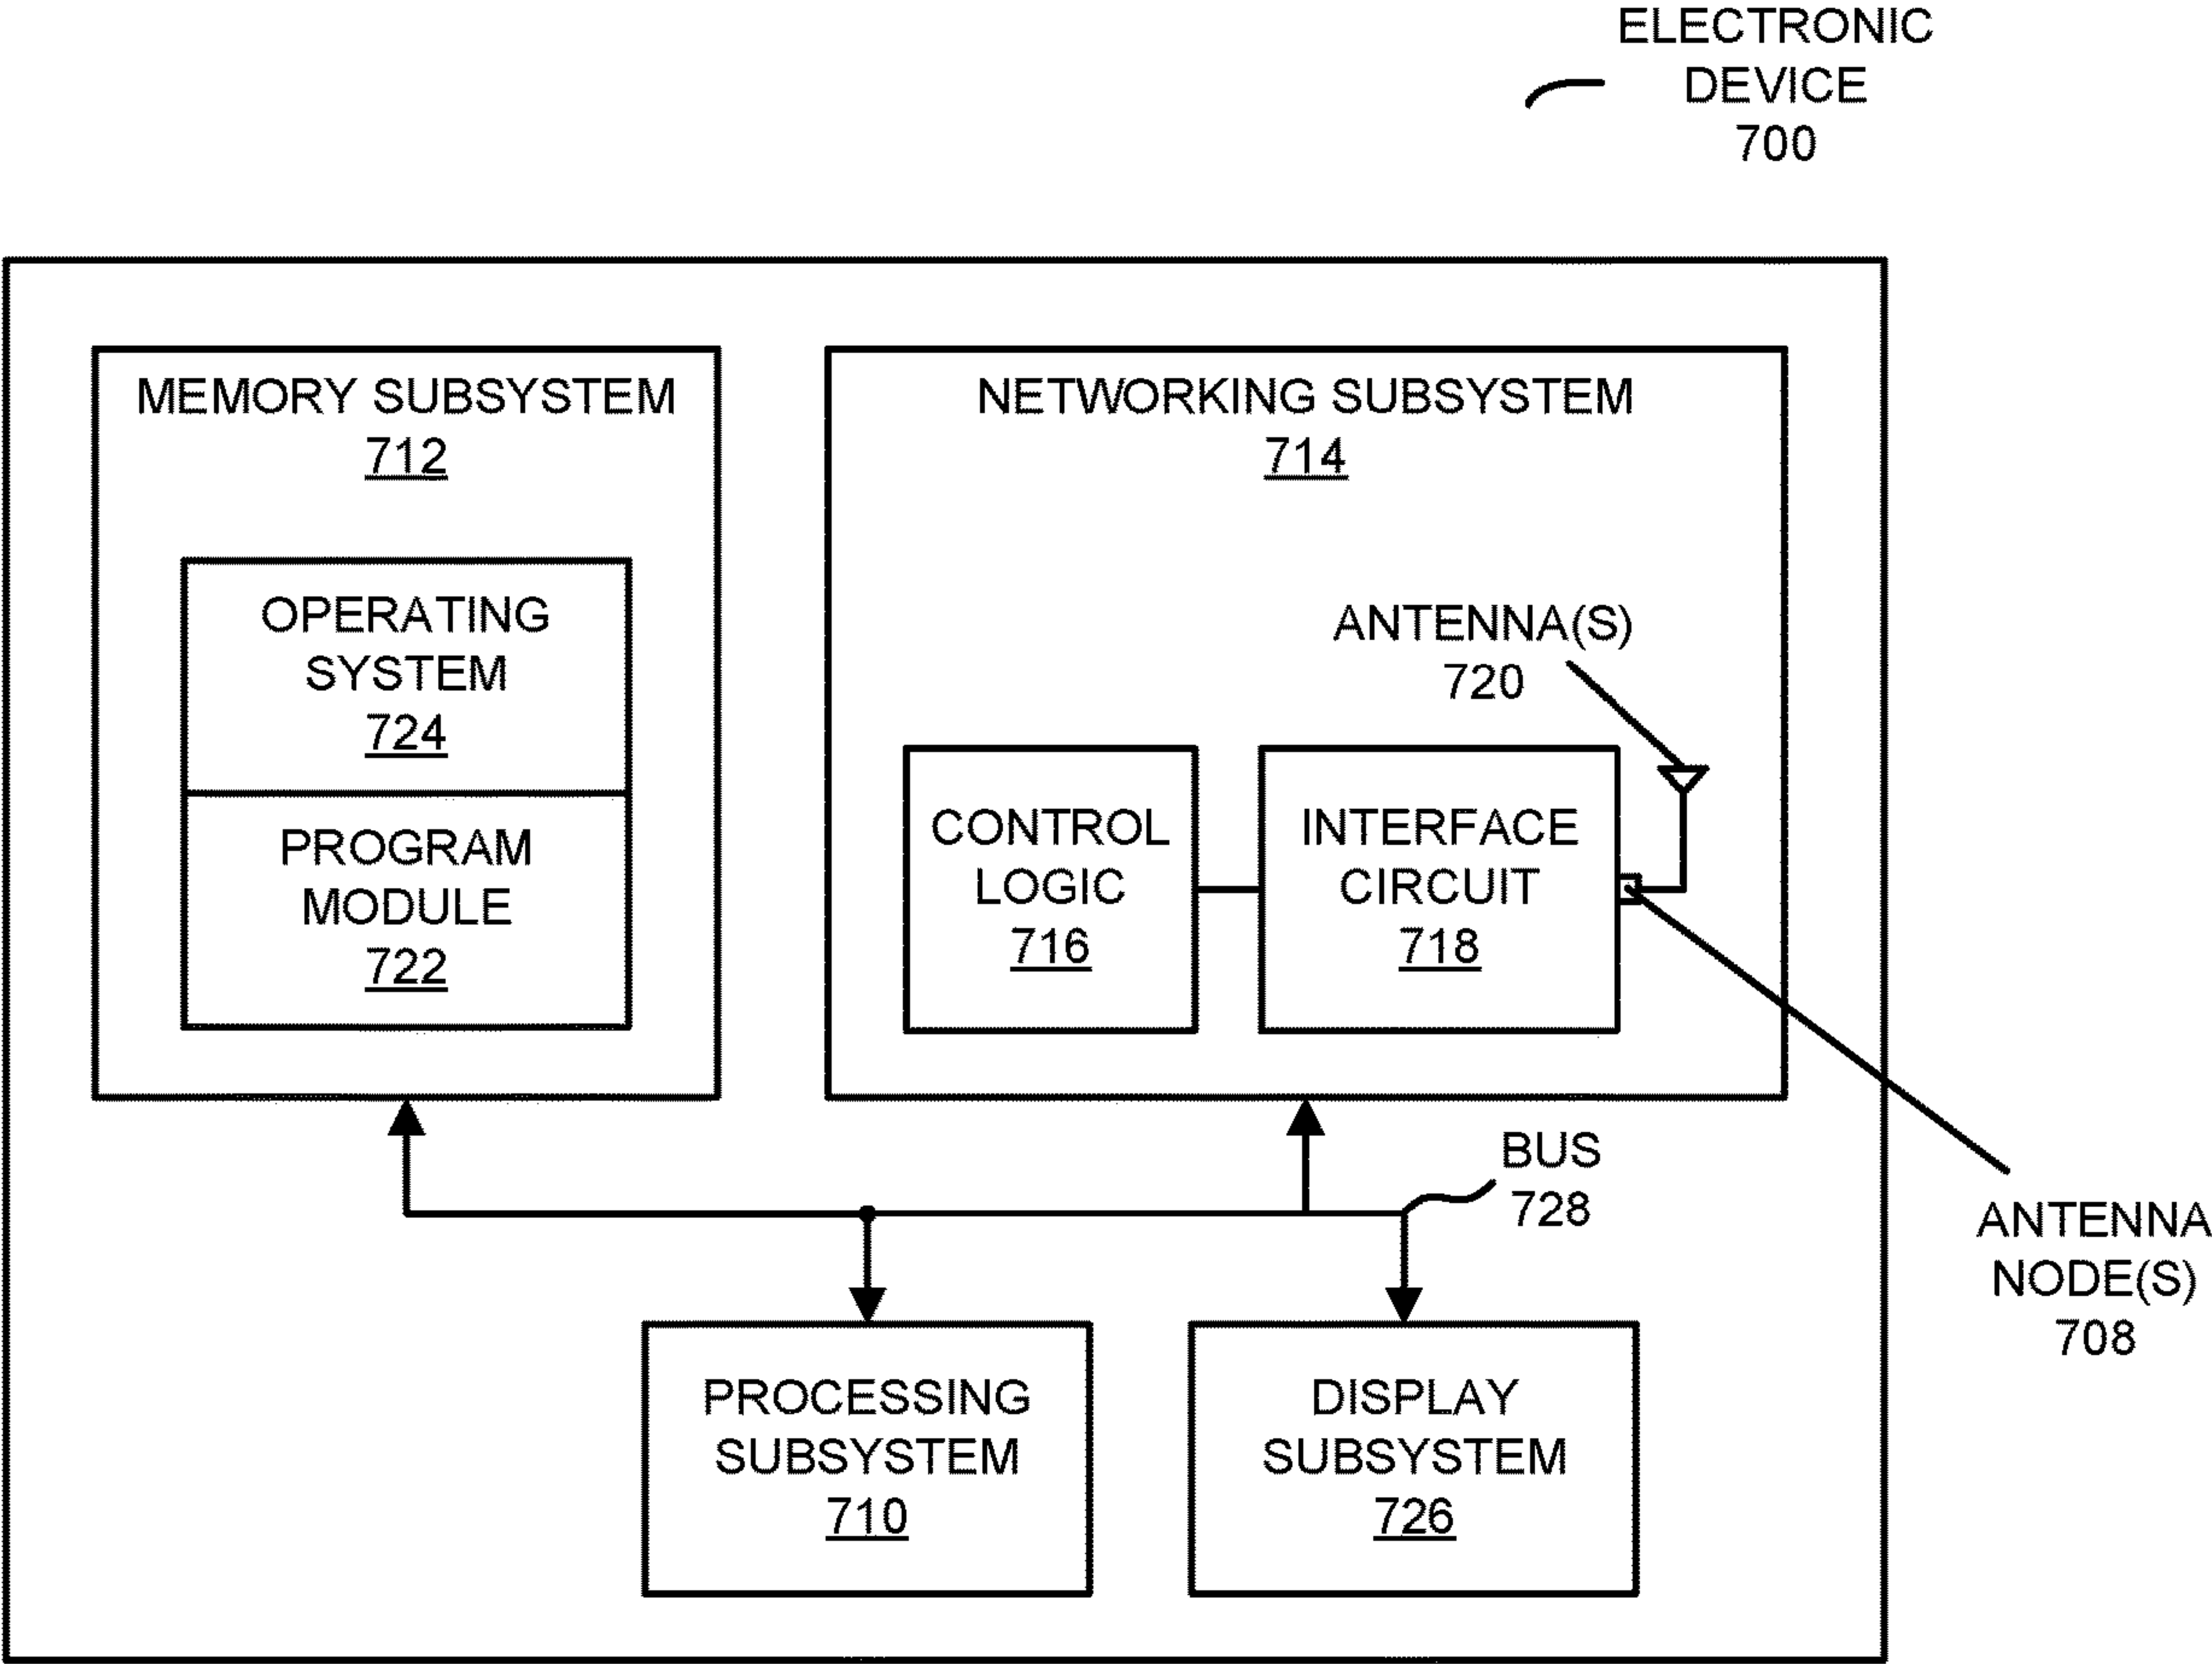 ELECTRONIC
DEVICE
700
MEMORY SUBSYSTEM
712
OPERATING
SYSTEM
724
PROGRAM
MODULE
722
NETWORKING SUBSYSTEM
714
ANTENNA(S)
720
CONTROL
LOGIC
716
INTERFACE
CIRCUIT
718
BUS
728
ANTENNA
NODE(S)
708
PROCESSING
SUBSYSTEM
710
DISPLAY
SUBSYSTEM
726